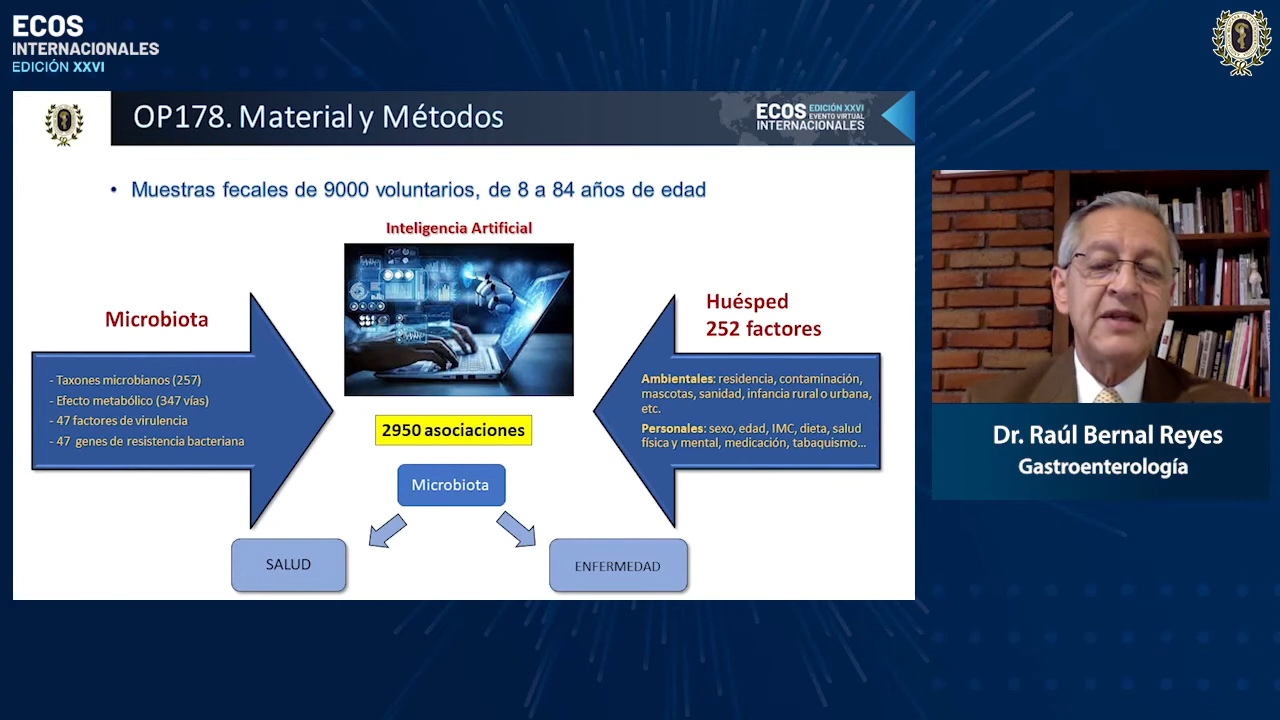 ECOS
INTERNACIONALES
EDICIÓN XXVI
OP178. Material y Métodos
ECOS EDICIÓN XXVI
EVENTO VIRTUAL
INTERNACIONALES
• Muestras fecales de 9000 voluntarios, de 8 a 84 años de edad
Inteligencia Artificial
Microbiota
- Taxones microbianos (257)
- Efecto metabólico (347 vías)
- 47 factores de virulencia
- 47 genes de resistencia bacteriana
Huésped
252 factores
Ambientales: residencia, contaminación,
mascotas, sanidad, infancia rural o urbana,
etc.
Personales: sexo, edad, IMC, dieta, salud
física y mental, medicación, tabaquismo...
2950 asociaciones
Microbiota
SALUD
ENFERMEDAD
Dr. Raúl Bernal Reyes
Gastroenterología